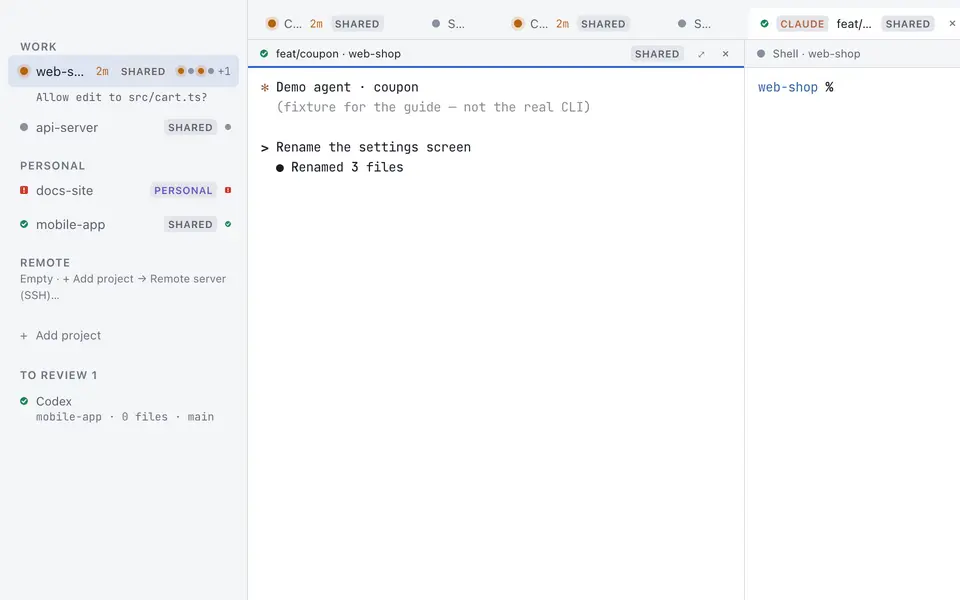 WORK
web-s... 2m SHARED +1
Allow edit to src/cart.ts?
api-server SHARED
PERSONAL
docs-site PERSONAL
mobile-app SHARED
REMOTE
Empty · + Add project → Remote server
(SSH)...
+ Add project
TO REVIEW 1
Codex
mobile-app · 0 files · main
C... 2m SHARED S... C... 2m SHARED S... CLAUDE feat/... SHARED ×
feat/coupon · web-shop SHARED ⤢ ×
* Demo agent · coupon
(fixture for the guide — not the real CLI)
> Rename the settings screen
● Renamed 3 files
Shell · web-shop
web-shop %